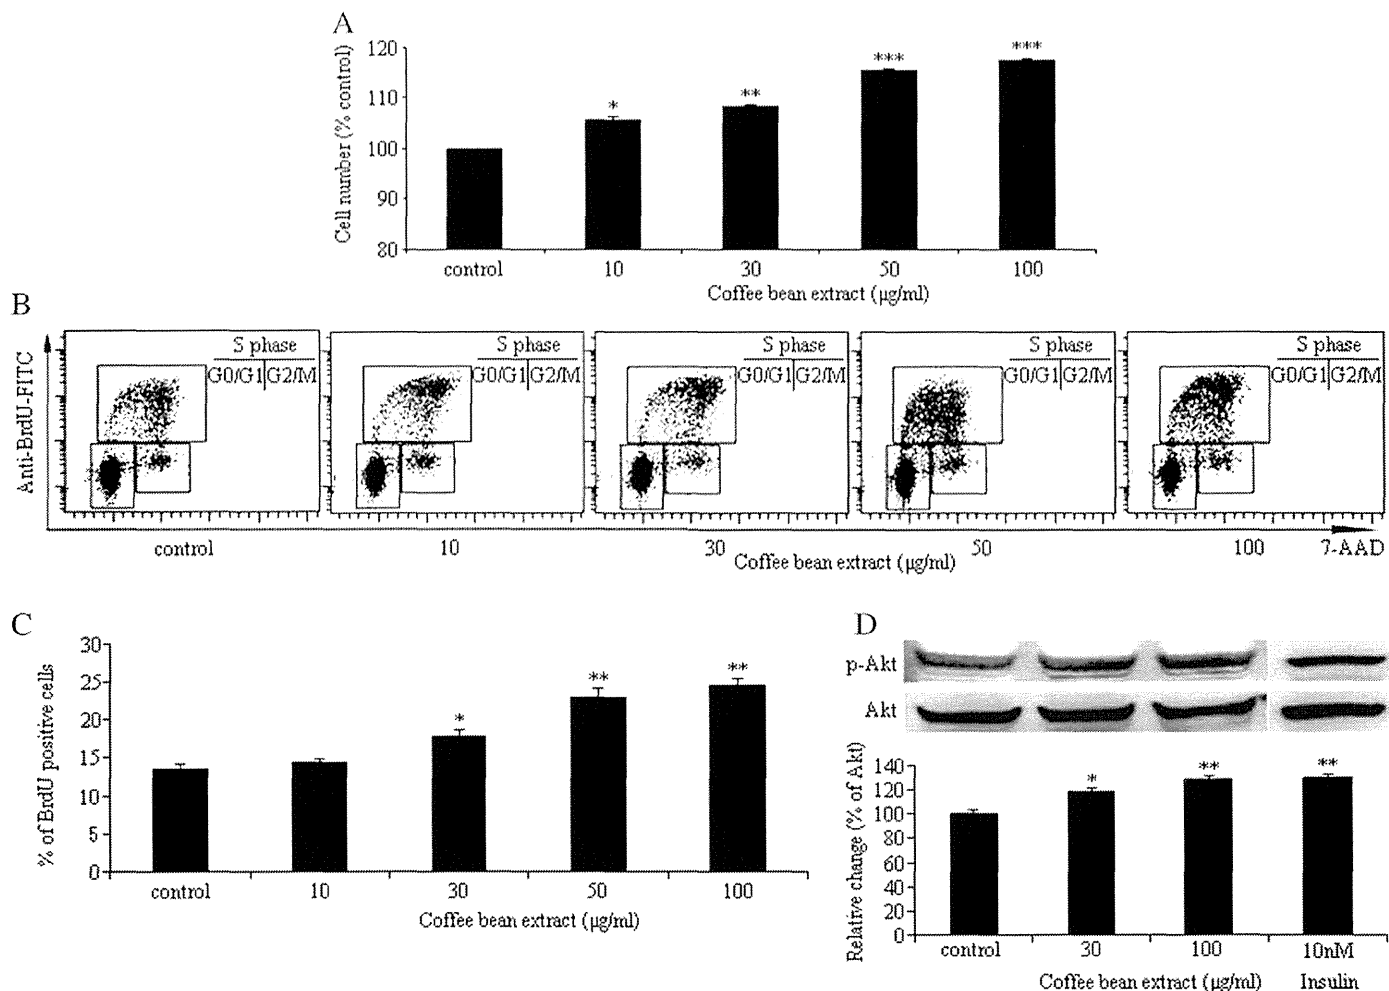 A
Cell number (% control)
120
110
100
90
80
*
**
***
***
control 10 30 50 100
Coffee bean extract (µg/ml)
B
Anti-BrdU-FITC
S phase
G0/G1 G2/M
S phase
G0/G1 G2/M
S phase
G0/G1 G2/M
S phase
G0/G1 G2/M
S phase
G0/G1 G2/M
control 10 30 50 100 7-AAD
Coffee bean extract (µg/ml)
C
% of BrdU positive cells
30
25
20
15
10
5
0
*
**
**
control 10 30 50 100
Coffee bean extract (µg/ml)
D
p-Akt
Akt
Relative change (% of Akt)
140
120
100
80
60
40
20
0
*
**
**
control 30 100 10nM
Coffee bean extract (µg/ml) Insulin